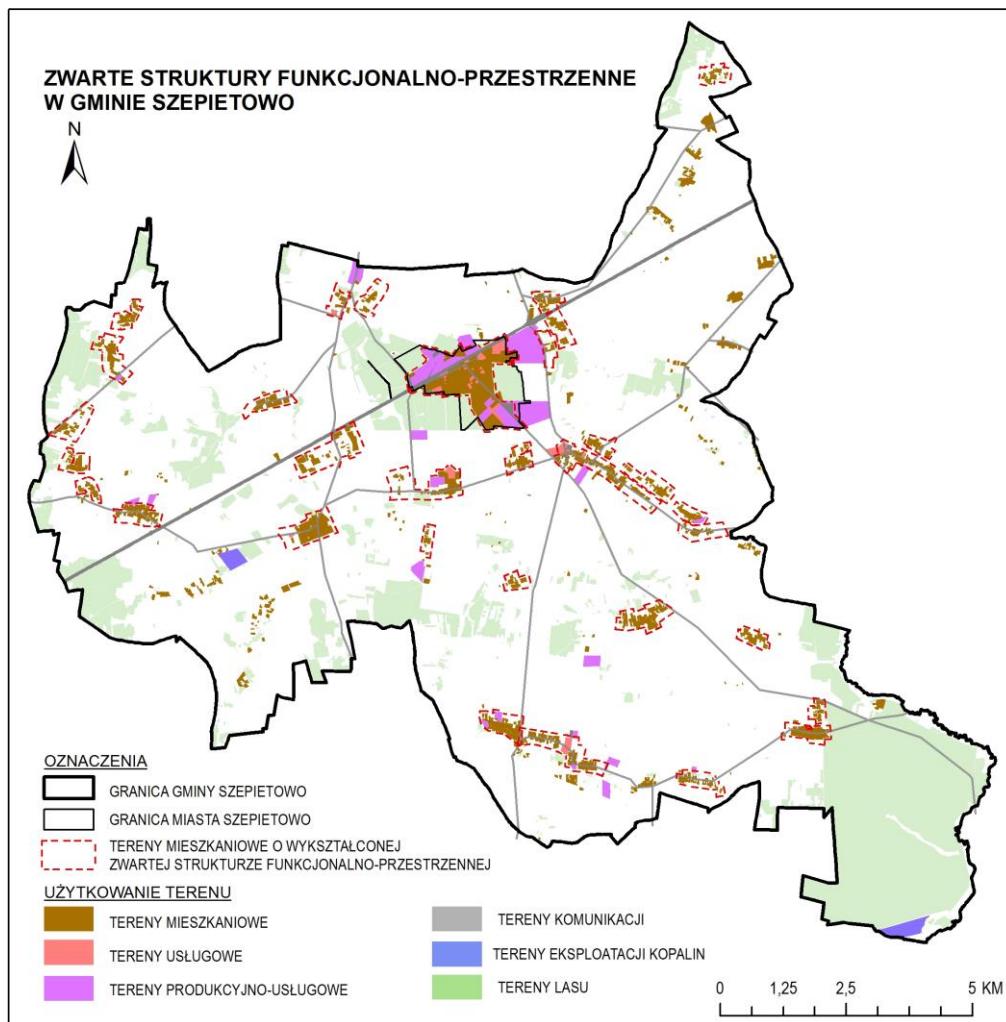 ZWARTE STRUKTURY FUNKCJONALNO-PRZESTRZENNE
W GMINIE SZEPIETOWO
N
OZNACZENIA
GRANICA GMINY SZEPIETOWO
GRANICA MIASTA SZEPIETOWO
TERENY MIESZKANIOWE O WYKSZTAŁCONEJ
ZWARTEJ STRUKTURZE FUNKCJONALNO-PRZESTRZENNEJ
UŻYTKOWANIE TERENU
TERENY MIESZKANIOWE
TERENY USŁUGOWE
TERENY PRODUKCYJNO-USŁUGOWE
TERENY KOMUNIKACJI
TERENY EKSPLOATACJI KOPALIN
TERENY LASU
0 1,25 2,5 5 KM